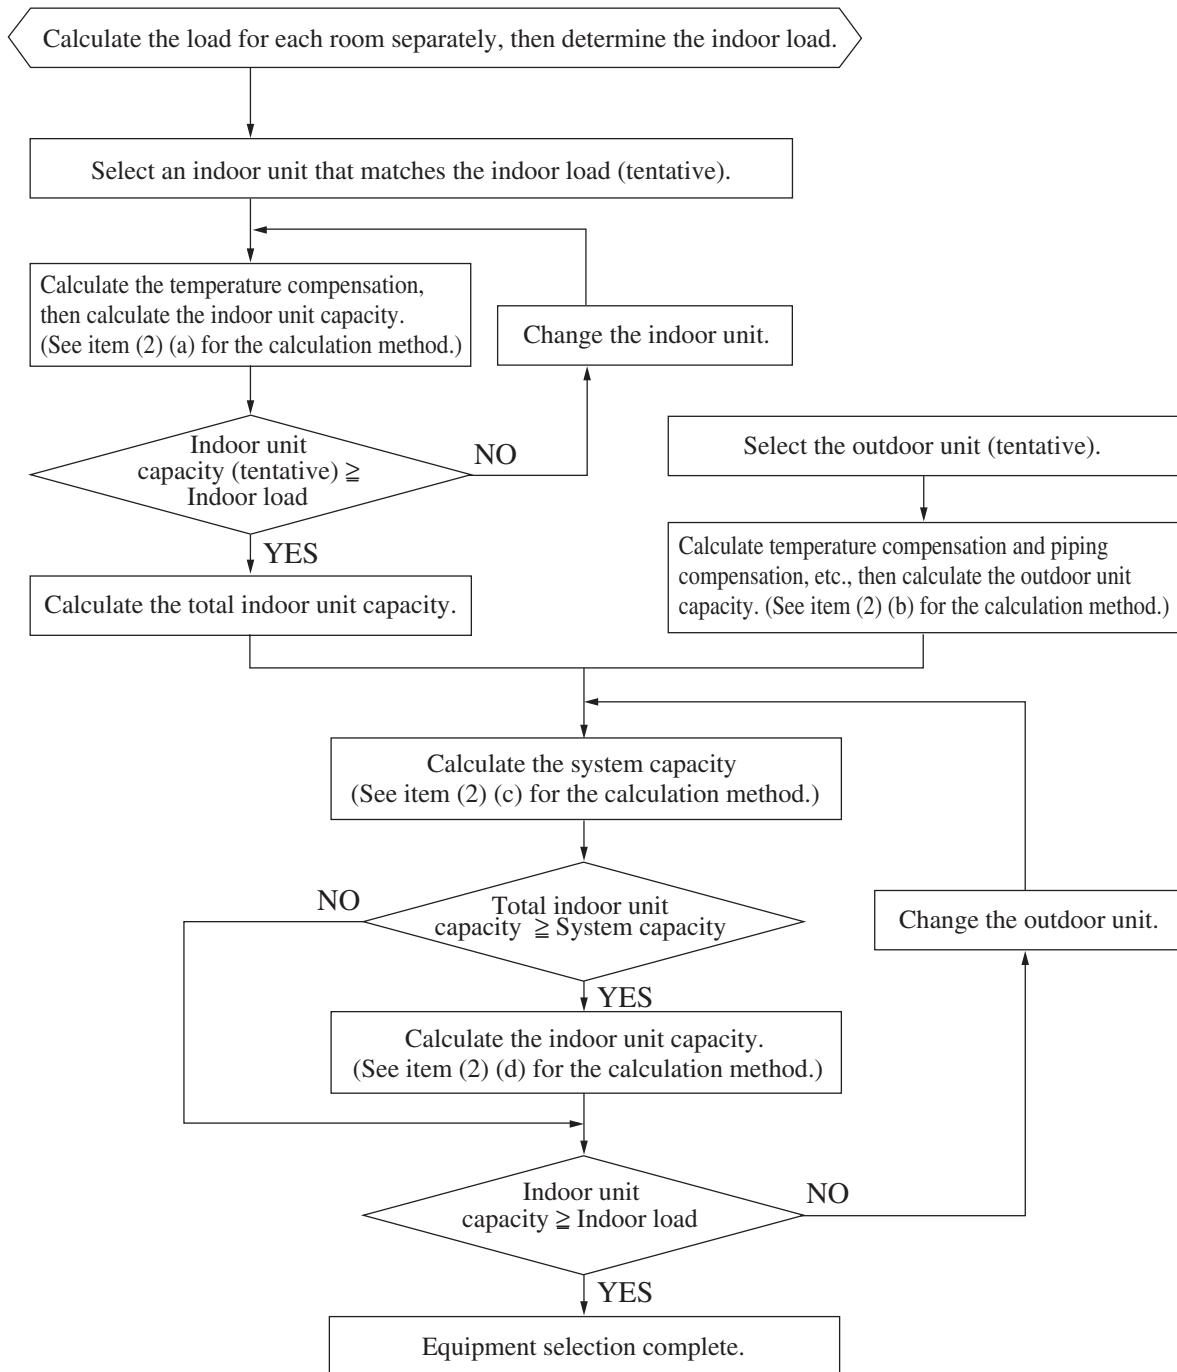 Calculate the load for each room separately, then determine the indoor load.
Select an indoor unit that matches the indoor load (tentative).
Calculate the temperature compensation,
then calculate the indoor unit capacity.
(See item (2) (a) for the calculation method.)
Change the indoor unit.
Indoor unit
capacity (tentative) ≧
Indoor load
NO
YES
Calculate the total indoor unit capacity.
Select the outdoor unit (tentative).
Calculate temperature compensation and piping
compensation, etc., then calculate the outdoor unit
capacity. (See item (2) (b) for the calculation method.)
Calculate the system capacity
(See item (2) (c) for the calculation method.)
Total indoor unit
capacity ≧ System capacity
NO
YES
Change the outdoor unit.
Calculate the indoor unit capacity.
(See item (2) (d) for the calculation method.)
Indoor unit
capacity ≧ Indoor load
NO
YES
Equipment selection complete.